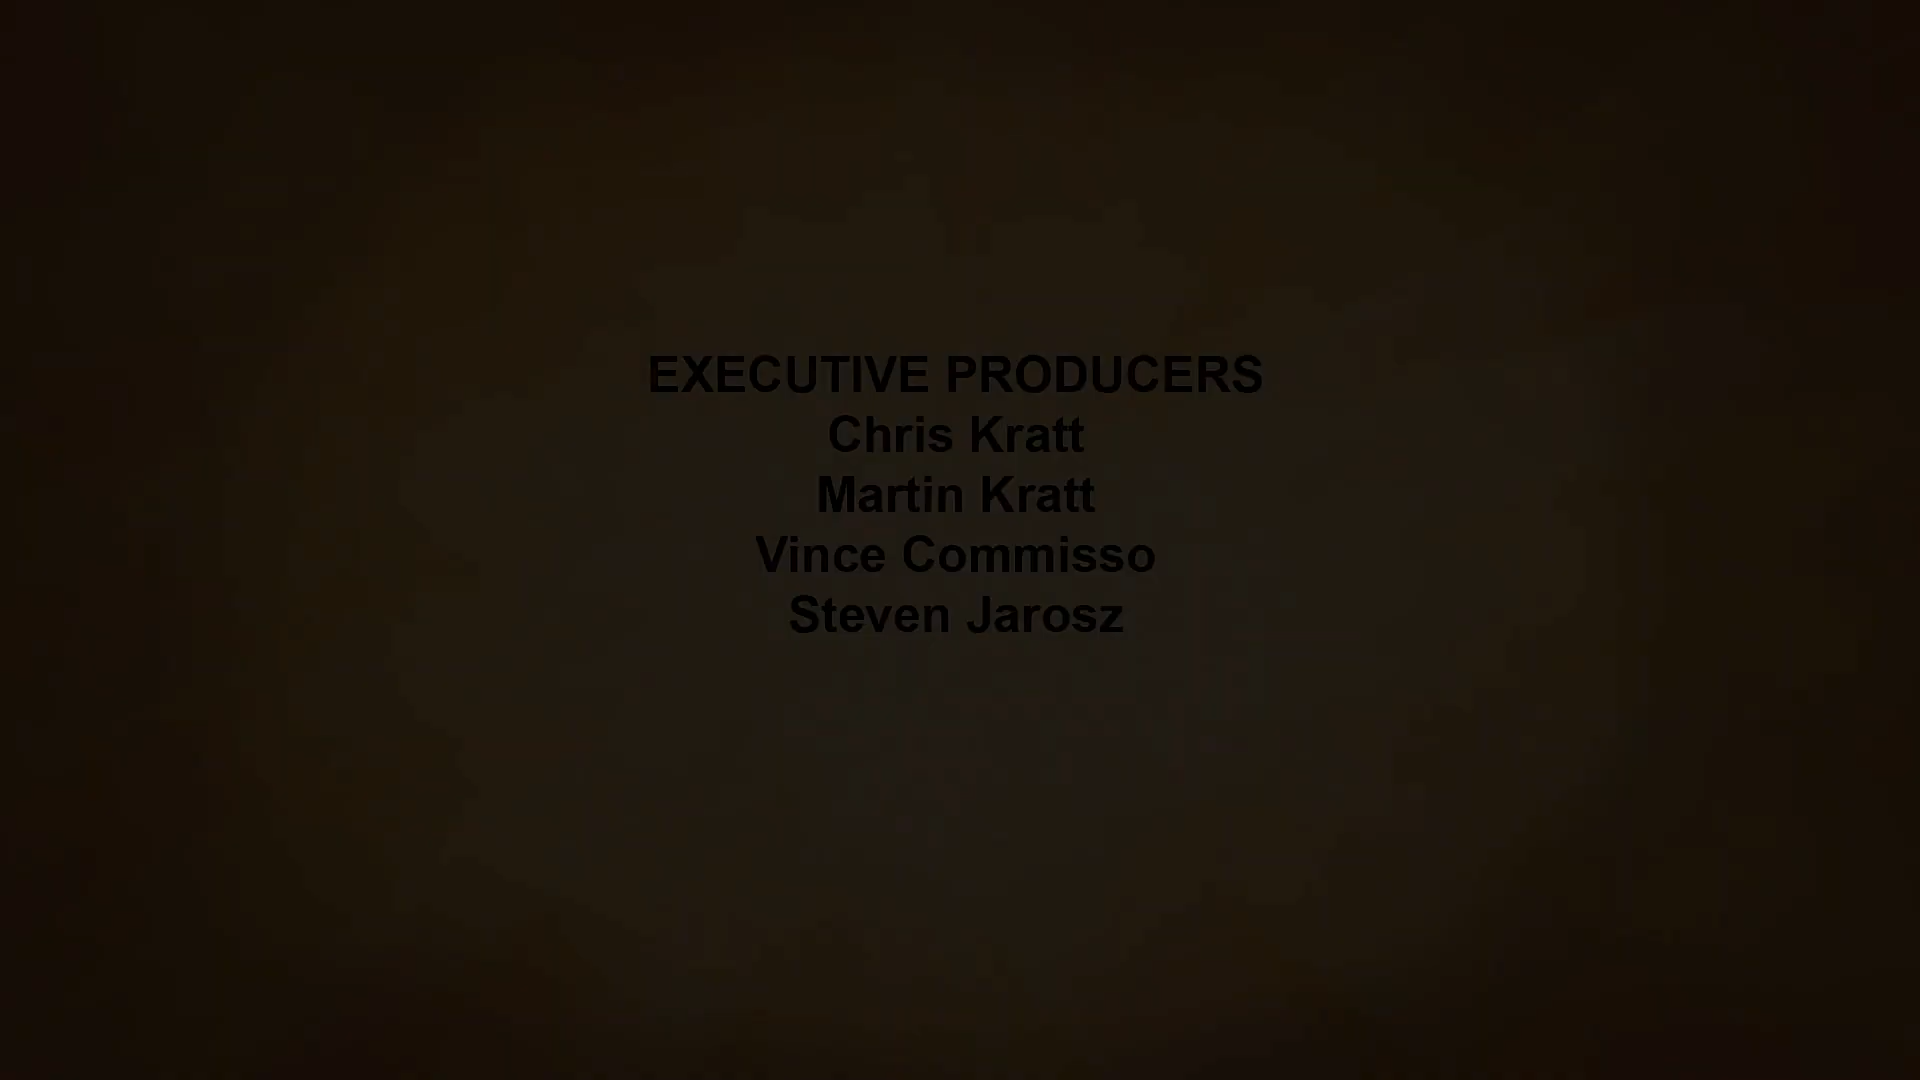 EXECUTIVE PRODUCERS
Chris Kratt
Martin Kratt
Vince Commisso
Steven Jarosz